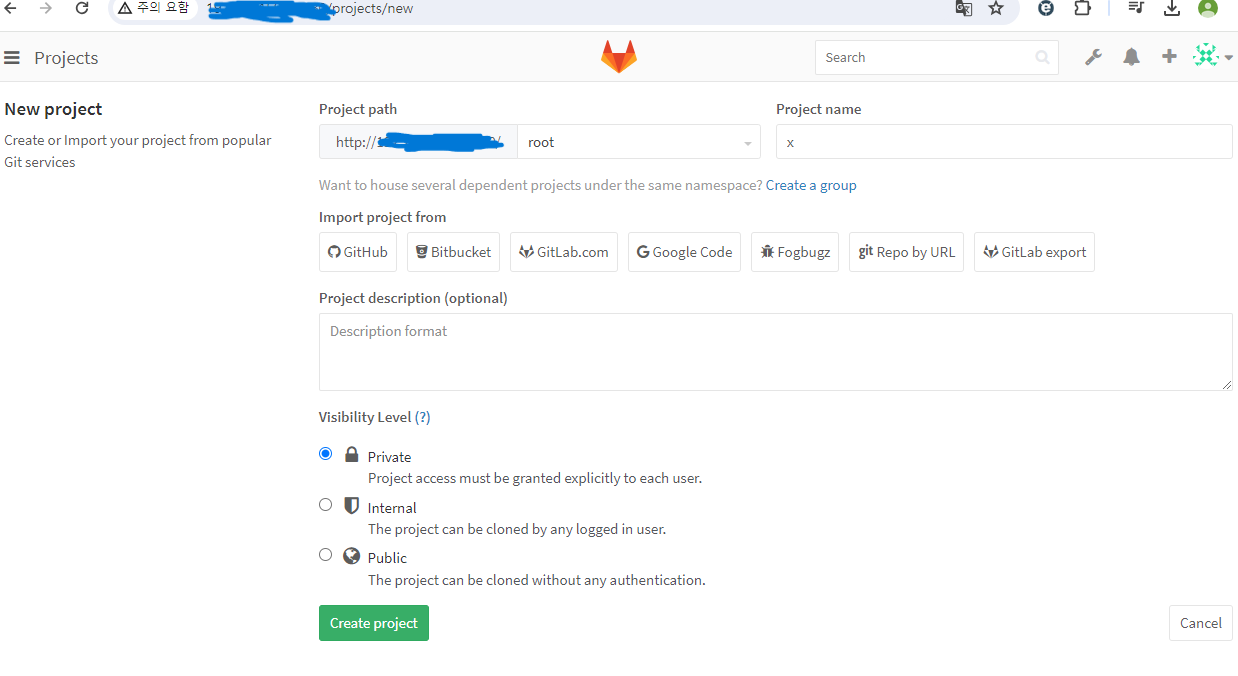 주의 요함 /projects/new
Projects
Search
New project
Create or Import your project from popular
Git services
Project path
Project name
http://
root
x
Want to house several dependent projects under the same namespace? Create a group
Import project from
GitHub
Bitbucket
GitLab.com
Google Code
Fogbugz
git Repo by URL
GitLab export
Project description (optional)
Description format
Visibility Level (?)
Private
Project access must be granted explicitly to each user.
Internal
The project can be cloned by any logged in user.
Public
The project can be cloned without any authentication.
Create project
Cancel